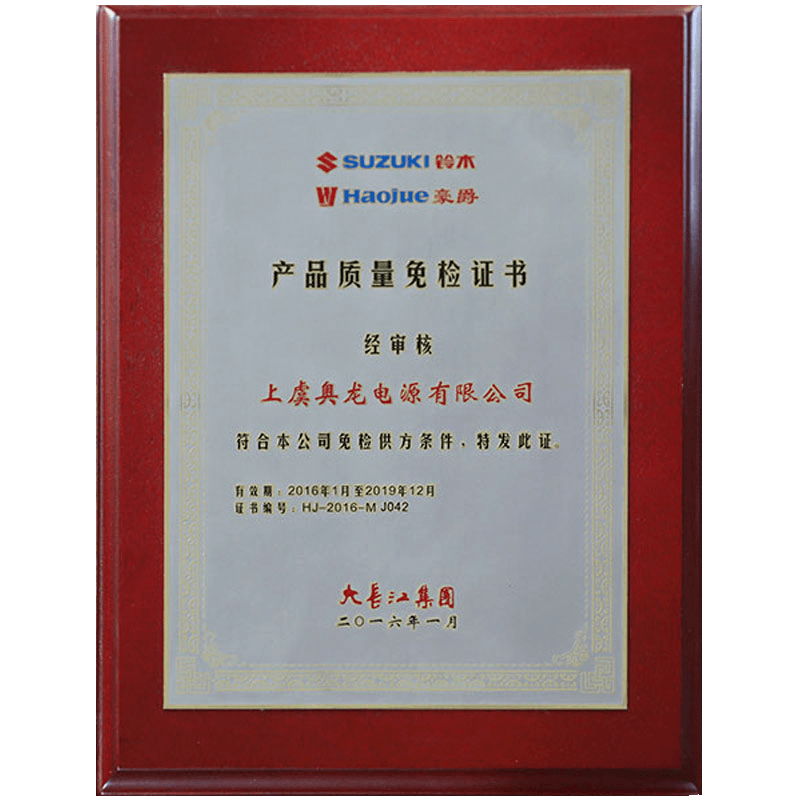 SUZUKI 铃木
Haojue 豪爵
产品质量免检证书
经审核
上虞奥龙电源有限公司
符合本公司免检供方条件，特发此证。
有效期：2016年1月至2019年12月
证书编号：HJ-2016-M J042
大长江集团
二〇一六年一月